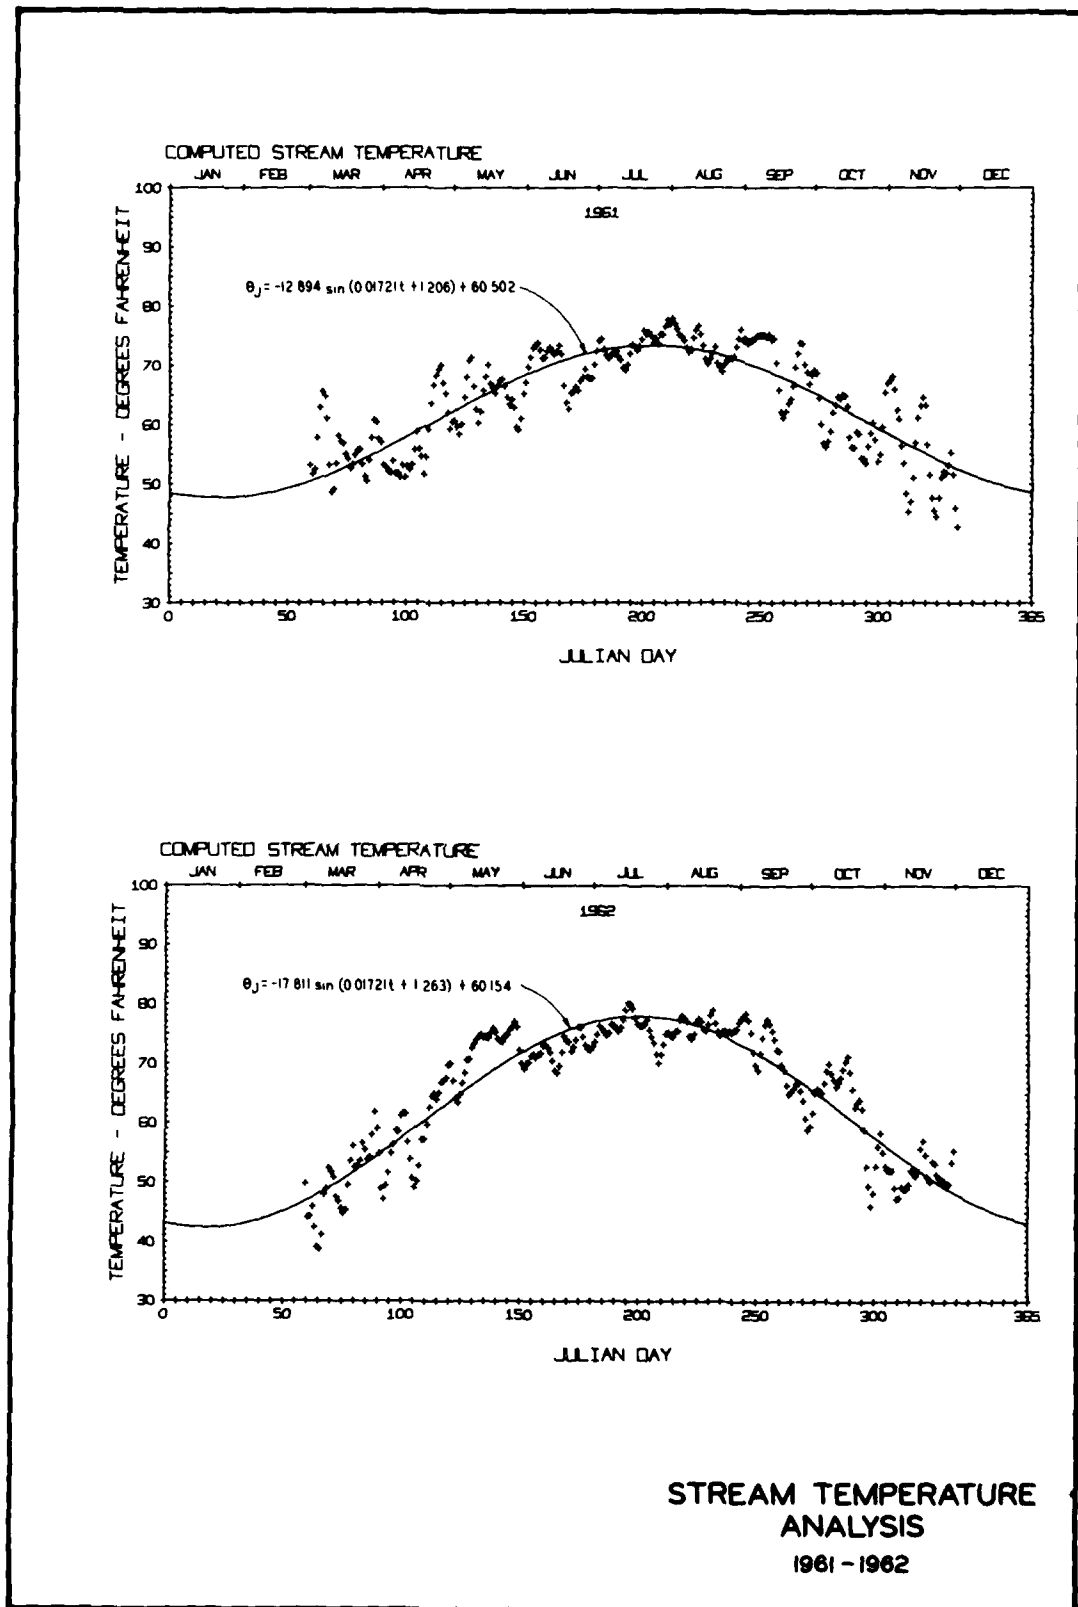 COMPUTED STREAM TEMPERATURE
JAN FEB MAR APR MAY JUN JUL AUG SEP OCT NOV DEC
1961
θJ = -12.894 sin (0.01721t + 1.206) + 60.502
TEMPERATURE - DEGREES FAHRENHEIT
100
90
80
70
60
50
40
30
0 50 100 150 200 250 300 365
JULIAN DAY
COMPUTED STREAM TEMPERATURE
JAN FEB MAR APR MAY JUN JUL AUG SEP OCT NOV DEC
1962
θJ = -17.811 sin (0.01721t + 1.263) + 60.154
TEMPERATURE - DEGREES FAHRENHEIT
100
90
80
70
60
50
40
30
0 50 100 150 200 250 300 365
JULIAN DAY
STREAM TEMPERATURE
ANALYSIS
1961-1962